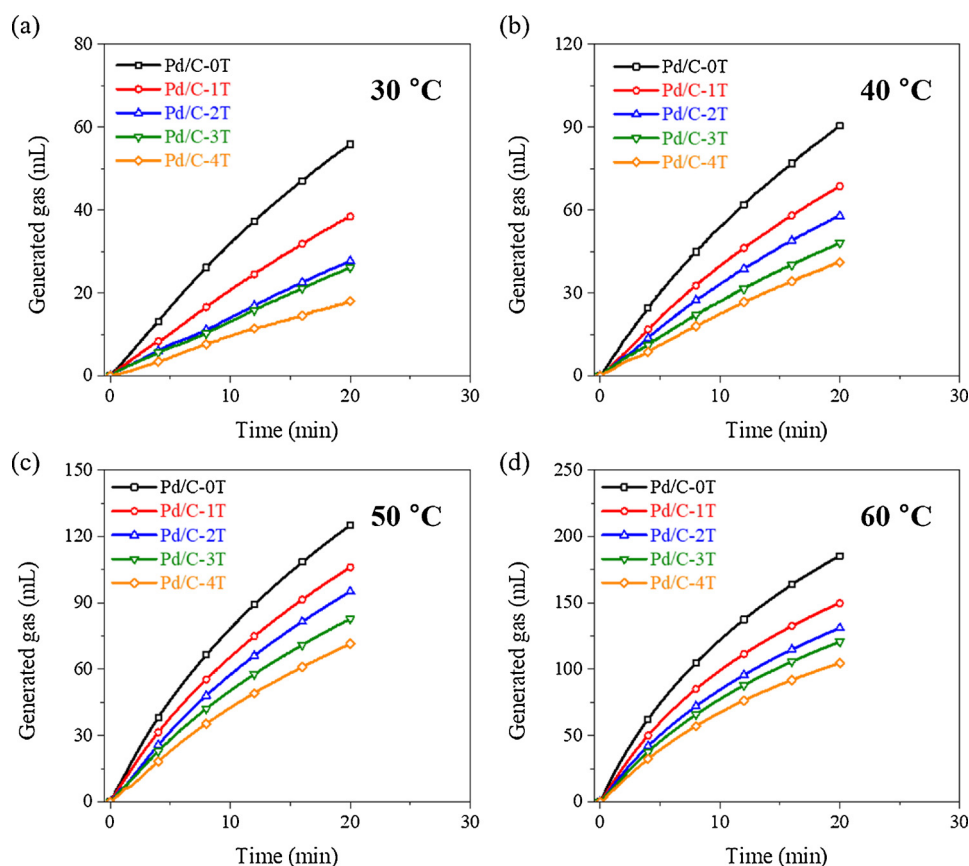 (a)
80
60
40
20
0
Generated gas (mL)
Pd/C-0T
Pd/C-1T
Pd/C-2T
Pd/C-3T
Pd/C-4T
30 °C
0 10 20 30
Time (min)
(b)
120
90
60
30
0
Generated gas (mL)
Pd/C-0T
Pd/C-1T
Pd/C-2T
Pd/C-3T
Pd/C-4T
40 °C
0 10 20 30
Time (min)
(c)
150
120
90
60
30
0
Generated gas (mL)
Pd/C-0T
Pd/C-1T
Pd/C-2T
Pd/C-3T
Pd/C-4T
50 °C
0 10 20 30
Time (min)
(d)
250
200
150
100
50
0
Generated gas (mL)
Pd/C-0T
Pd/C-1T
Pd/C-2T
Pd/C-3T
Pd/C-4T
60 °C
0 10 20 30
Time (min)